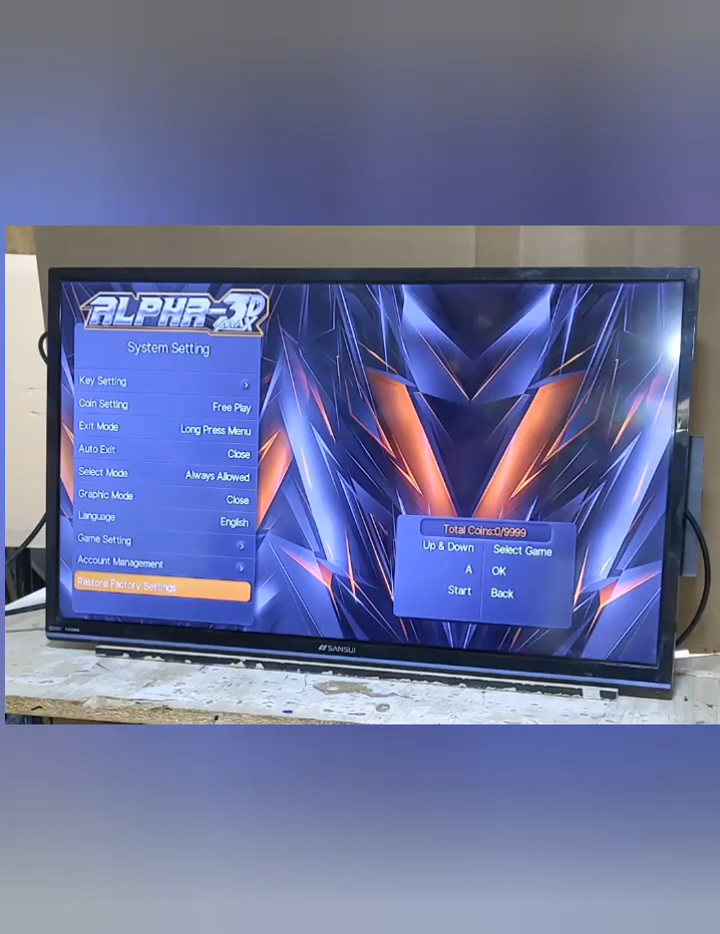 ALPHA-3D
MAX
System Setting
Key Setting
Coin Setting Free Play
Exit Mode Long Press Menu
Auto Exit Close
Select Mode Always Allowed
Graphic Mode Close
Language English
Game Setting
Account Management
Restore Factory Settings
Total Coins:0/9999
Up & Down Select Game
A OK
Start Back
SANSUI